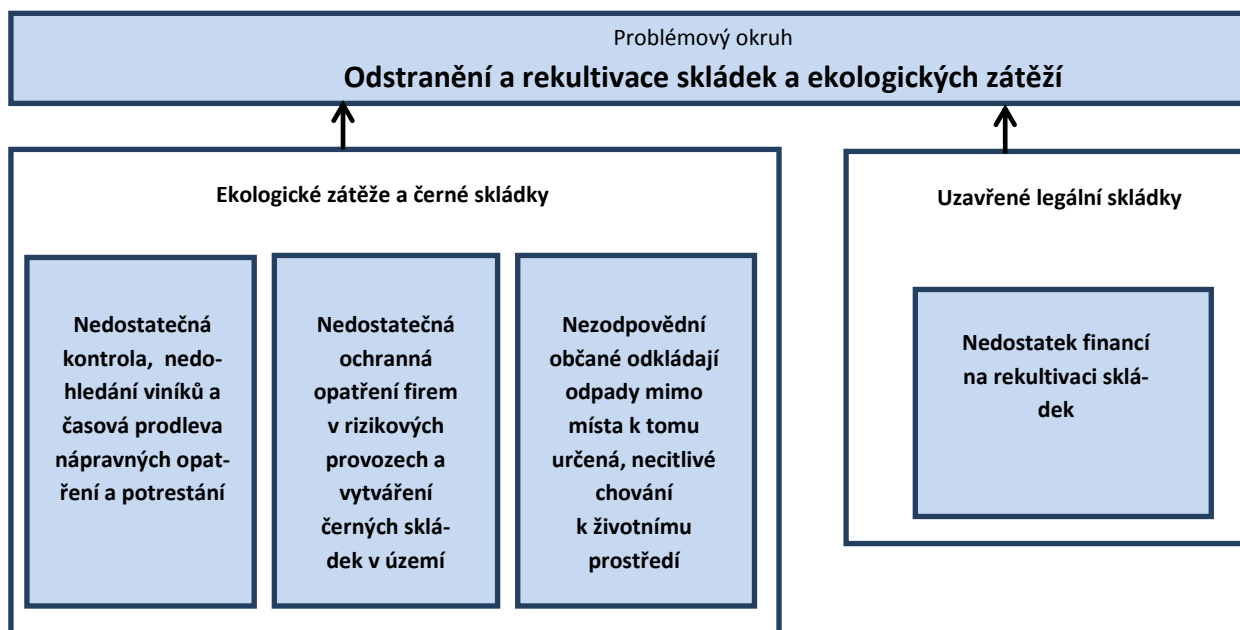 Problémový okruh
Odstranění a rekultivace skládek a ekologických zátěží
Ekologické zátěže a černé skládky
Nedostatečná
kontrola, nedo-
hledání viníků a
časová prodleva
nápravných opat-
ření a potrestání
Nedostatečná
ochranná
opatření firem
v rizikových
provozech a
vytváření
černých sklá-
dek v území
Nezodpovědní
občané odkládají
odpady mimo
místa k tomu
určená, necitlivé
chování
k životnímu
prostředí
Uzavřené legální skládky
Nedostatek financí
na rekultivaci sklá-
dek